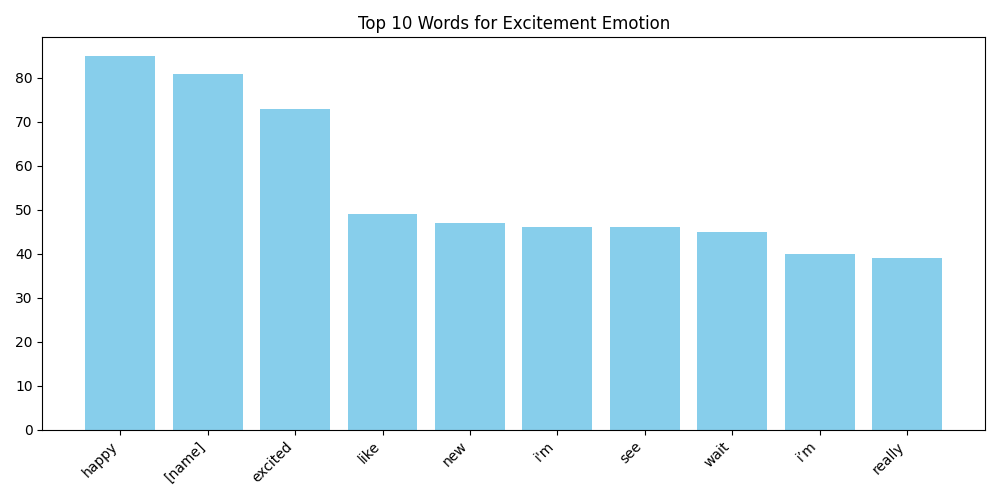 Top 10 Words for Excitement Emotion
80
70
60
50
40
30
20
10
0
happy
[name]
excited
like
new
i'm
see
wait
i’m
really